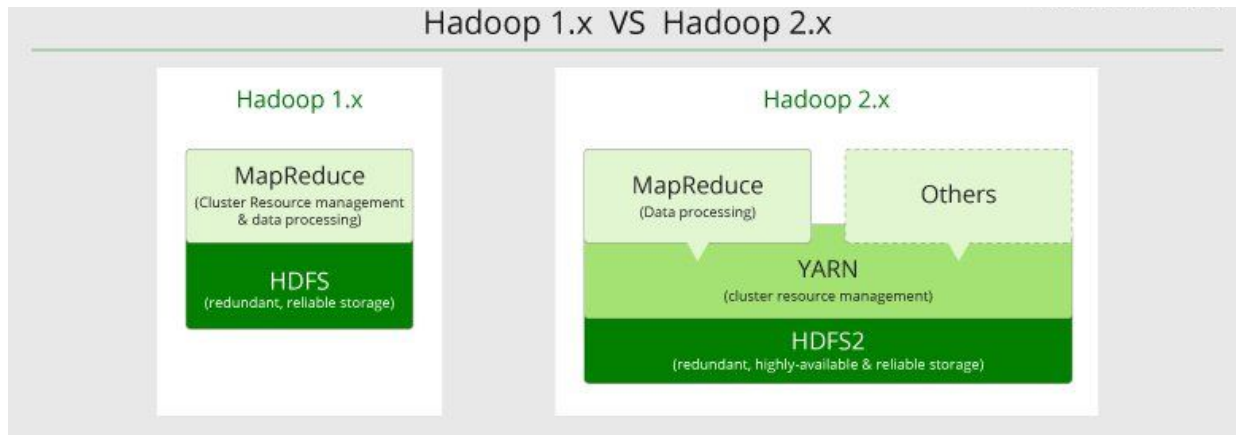 Hadoop 1.x VS Hadoop 2.x
Hadoop 1.x
MapReduce
(Cluster Resource management
& data processing)
HDFS
(redundant, reliable storage)
Hadoop 2.x
MapReduce
(Data processing)
Others
YARN
(cluster resource management)
HDFS2
(redundant, highly-available & reliable storage)